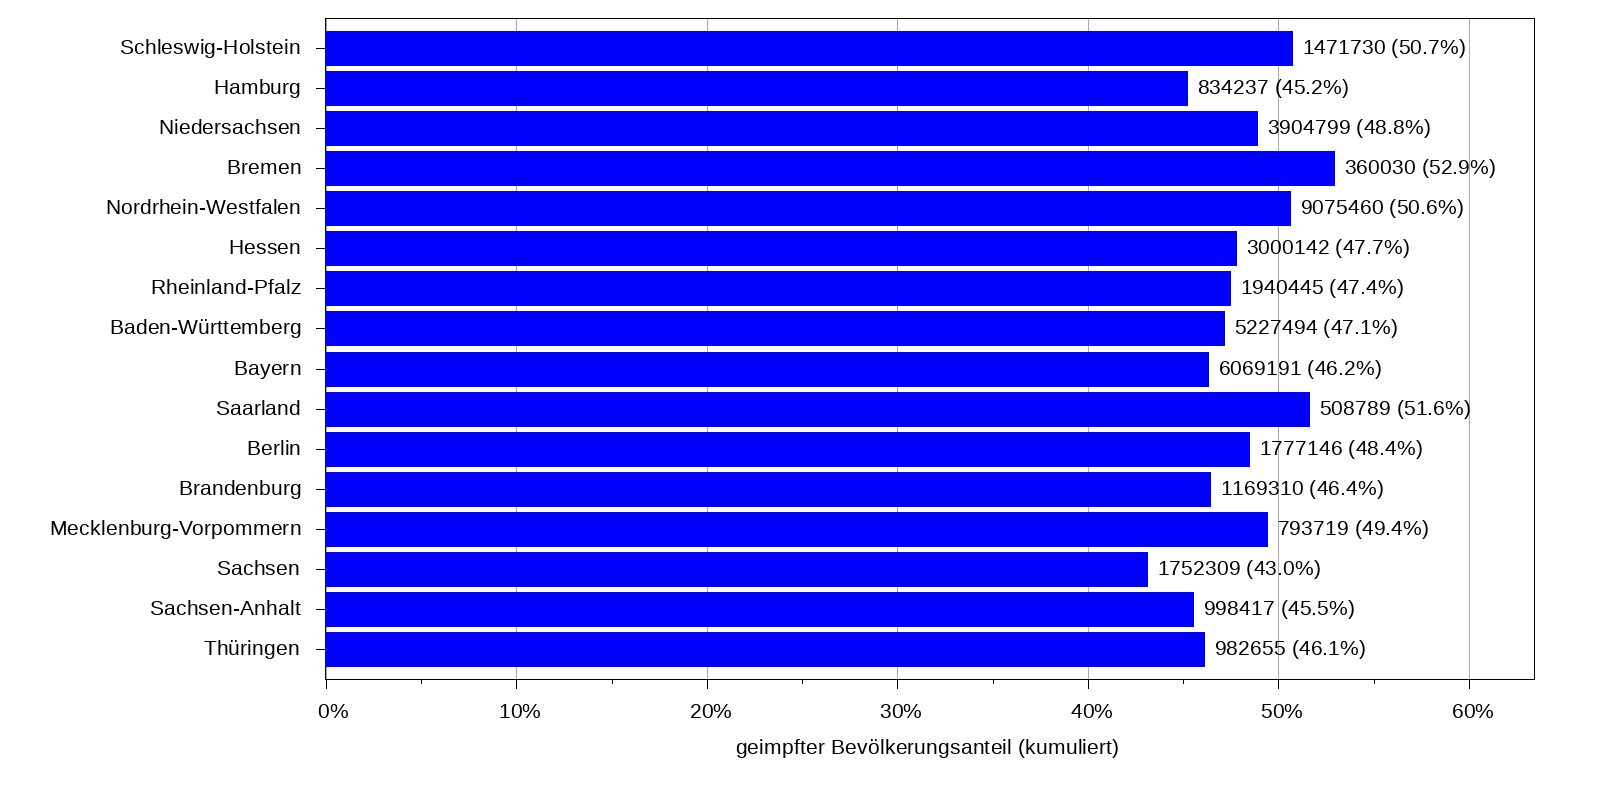 Schleswig-Holstein 1471730 (50.7%)
Hamburg 834237 (45.2%)
Niedersachsen 3904799 (48.8%)
Bremen 360030 (52.9%)
Nordrhein-Westfalen 9075460 (50.6%)
Hessen 3000142 (47.7%)
Rheinland-Pfalz 1940445 (47.4%)
Baden-Württemberg 5227494 (47.1%)
Bayern 6069191 (46.2%)
Saarland 508789 (51.6%)
Berlin 1777146 (48.4%)
Brandenburg 1169310 (46.4%)
Mecklenburg-Vorpommern 793719 (49.4%)
Sachsen 1752309 (43.0%)
Sachsen-Anhalt 998417 (45.5%)
Thüringen 982655 (46.1%)
0% 10% 20% 30% 40% 50% 60%
geimpfter Bevölkerungsanteil (kumuliert)